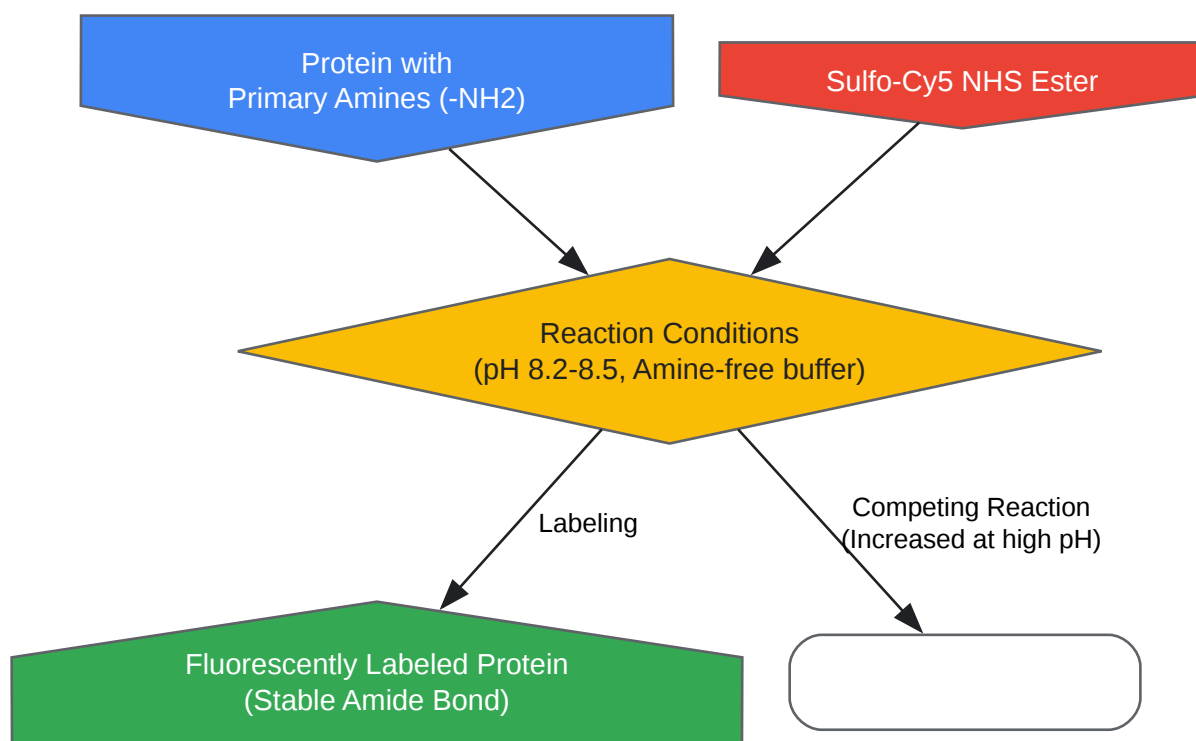 Protein with
Primary Amines (-NH2)
Sulfo-Cy5 NHS Ester
Reaction Conditions
(pH 8.2-8.5, Amine-free buffer)
Labeling
Competing Reaction
(Increased at high pH)
Fluorescently Labeled Protein
(Stable Amide Bond)